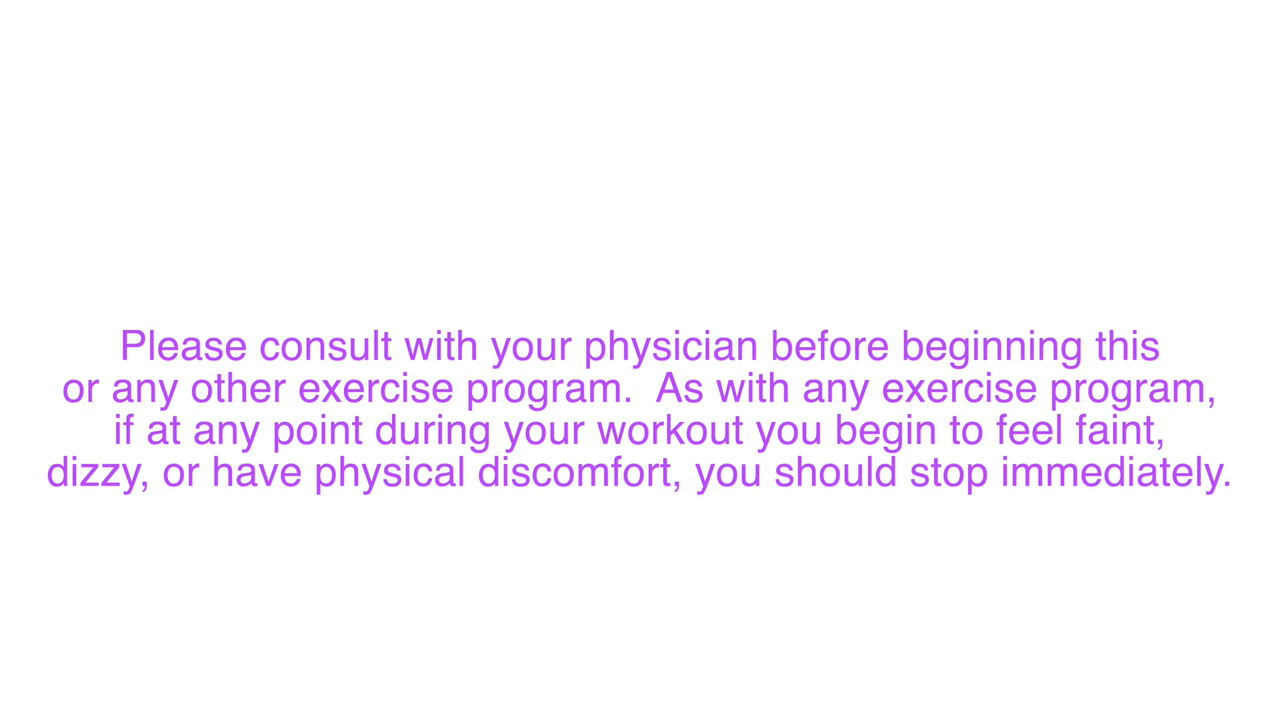 Please consult with your physician before beginning this
or any other exercise program.  As with any exercise program,
if at any point during your workout you begin to feel faint,
dizzy, or have physical discomfort, you should stop immediately.